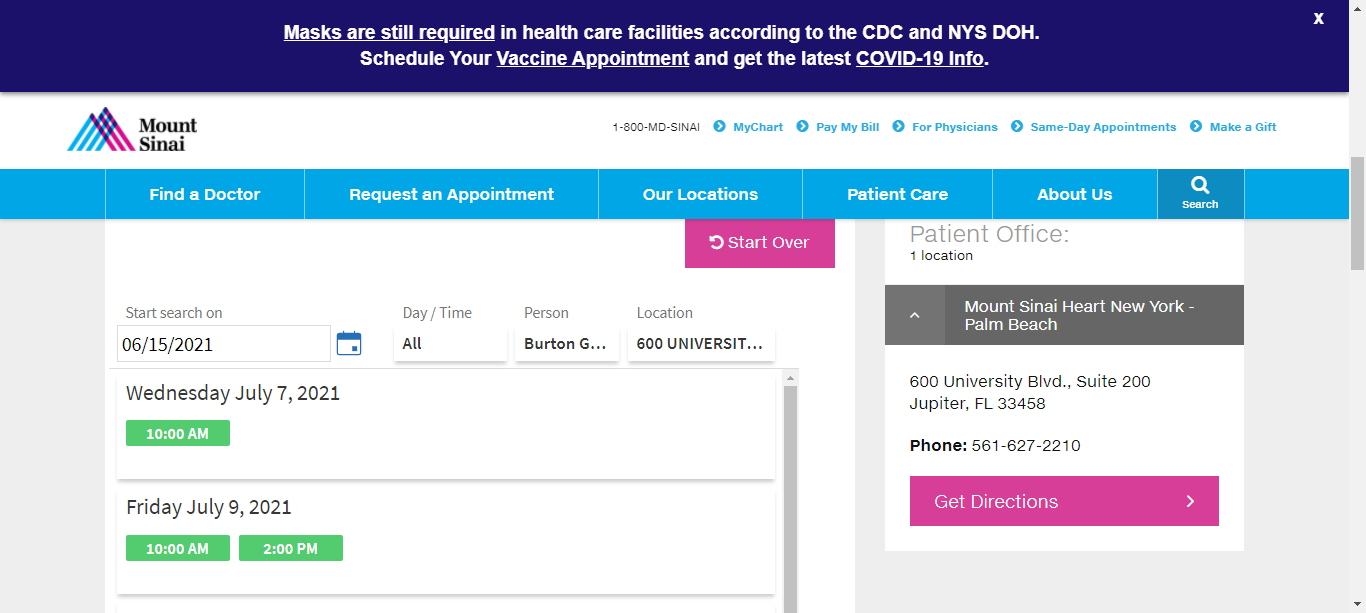 Masks are still required in health care facilities according to the CDC and NYS DOH.
X
Schedule Your Vaccine Appointment and get the latest COVID-19 Info.
Mount
Sinai
1-800-MD-SINAI MyChart Pay My Bill For Physicians Same-Day Appointments Make a Gift
Find a Doctor Request an Appointment Our Locations Patient Care About Us Search
Start Over
Start search on Day / Time Person Location
06/15/2021 All Burton G... 600 UNIVERSIT...
Wednesday July 7, 2021
10:00 AM
Friday July 9, 2021
10:00 AM 2:00 PM
Patient Office:
1 location
Mount Sinai Heart New York -
Palm Beach
600 University Blvd., Suite 200
Jupiter, FL 33458
Phone: 561-627-2210
Get Directions